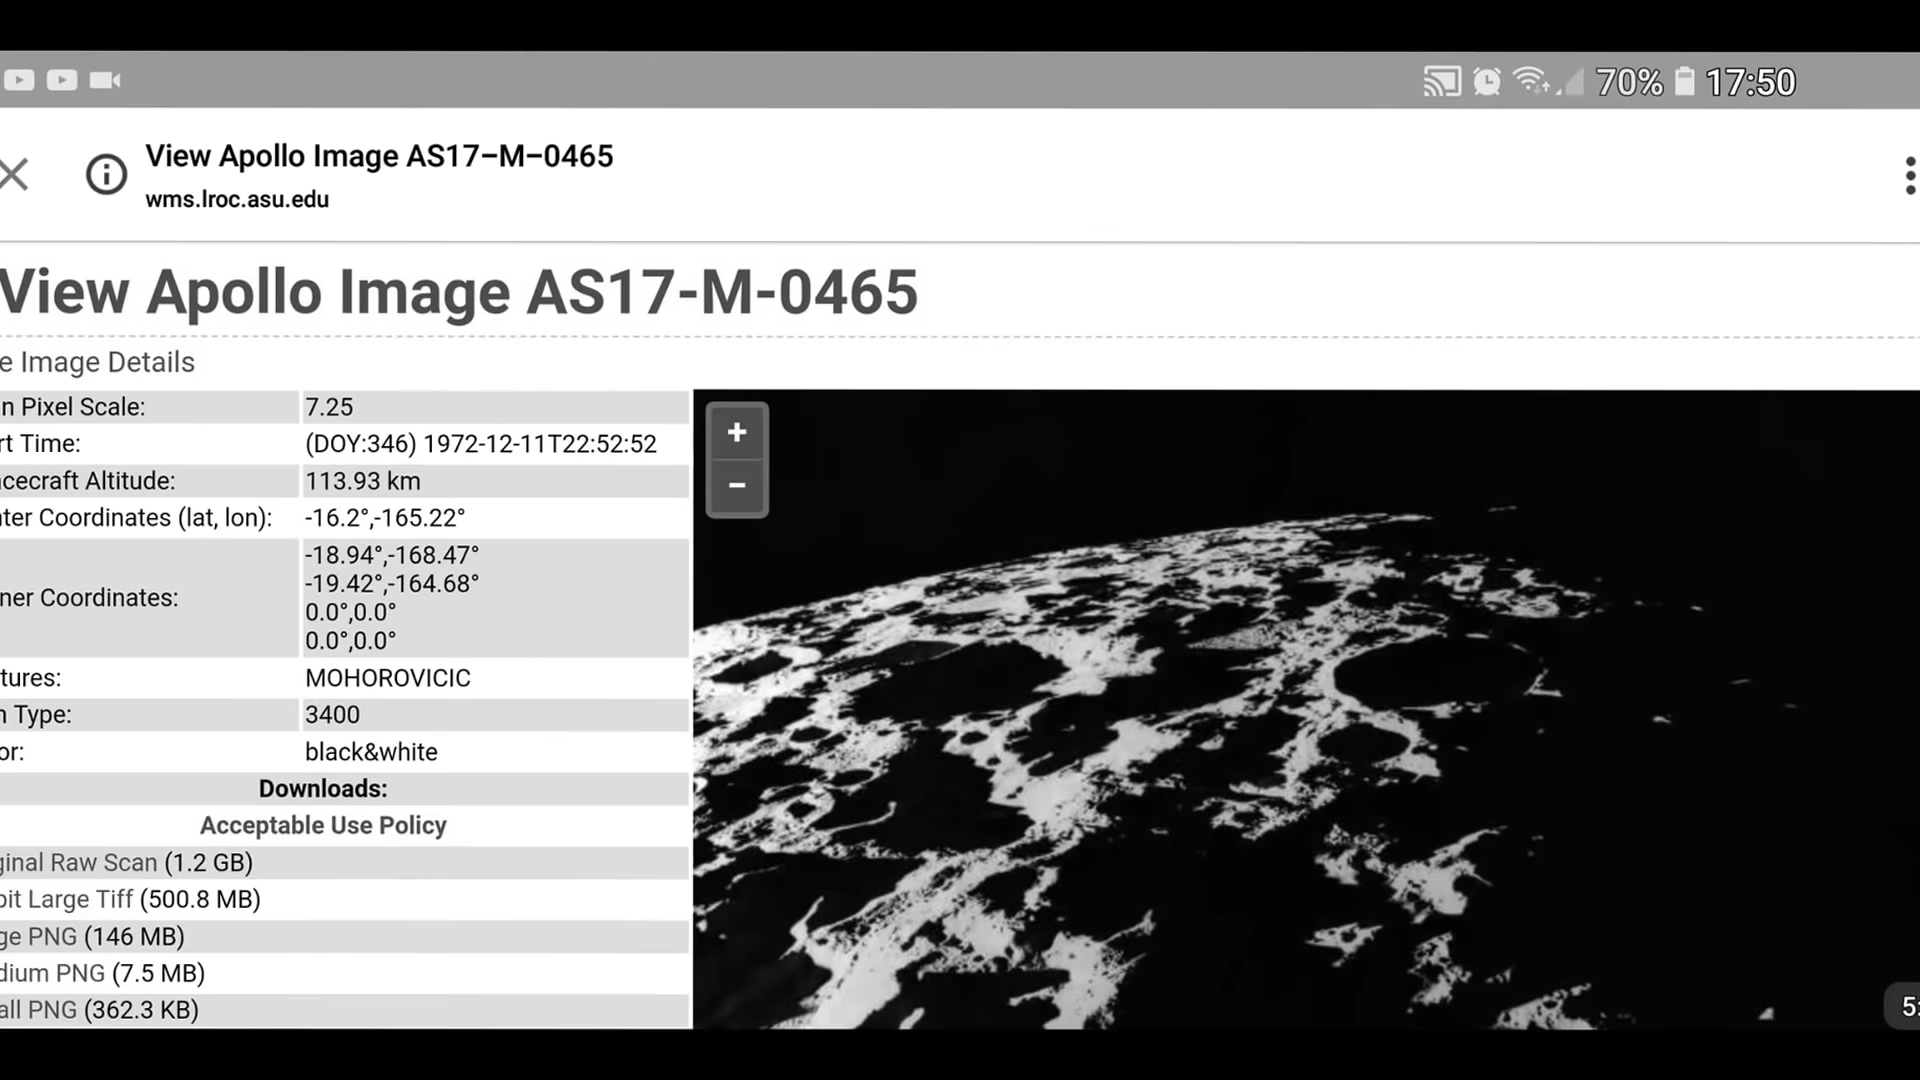 70% 17:50
View Apollo Image AS17-M-0465
wms.lroc.asu.edu
View Apollo Image AS17-M-0465
e Image Details
n Pixel Scale: 7.25
rt Time: (DOY:346) 1972-12-11T22:52:52
acecraft Altitude: 113.93 km
ter Coordinates (lat, lon): -16.2°,-165.22°
-18.94°,-168.47°
-19.42°,-164.68°
ner Coordinates: 0.0°,0.0°
0.0°,0.0°
tures: MOHOROVICIC
n Type: 3400
or: black&white
Downloads:
Acceptable Use Policy
ginal Raw Scan (1.2 GB)
bit Large Tiff (500.8 MB)
ge PNG (146 MB)
dium PNG (7.5 MB)
all PNG (362.3 KB)
+
-
5: